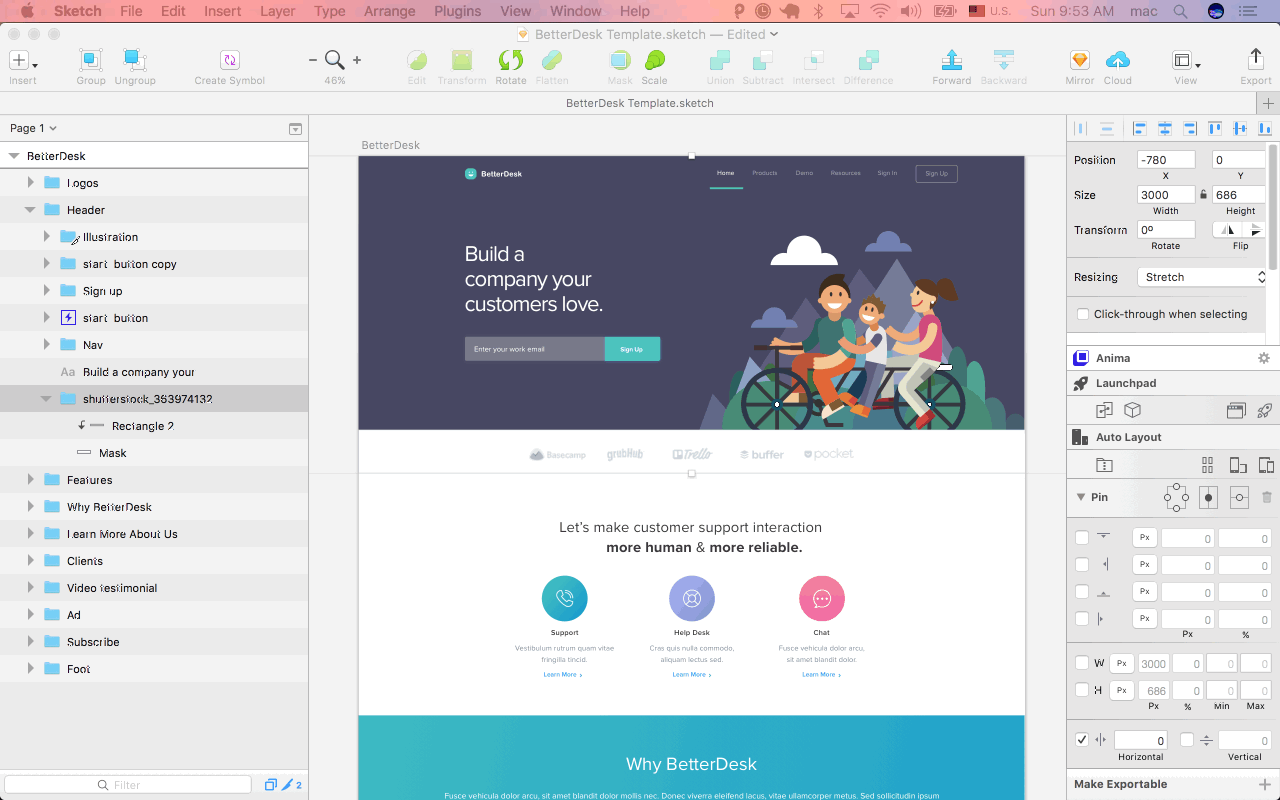 Sketch File Edit Insert Layer Type Arrange Plugins View Window Help U.S. Sun 9:53 AM mac
BetterDesk Template.sketch — Edited
Insert Group Ungroup Create Symbol 46% Edit Transform Rotate Flatten Mask Scale Union Subtract Intersect Difference Forward Backward Mirror Cloud View Export
BetterDesk Template.sketch
Page 1
BetterDesk
Logos
Header
Illustration
start button copy
Sign up
start button
Nav
Aa Build a company your
shutterstock_353974132
Rectangle 2
Mask
Features
Why BetterDesk
Learn More About Us
Clients
Video testimonial
Ad
Subscribe
Foot
Filter
2
BetterDesk
BetterDesk
Home Products Demo Resources Sign In Sign Up
Build a
company your
customers love.
Enter your work email Sign Up
Basecamp grubHub Trello buffer pocket
Let's make customer support interaction
more human & more reliable.
Support Help Desk Chat
Vestibulum rutrum quam vitae Cras quis nulla commodo, Fusce vehicula dolor arcu,
fringilla tincid. aliquam lectus sed. sit amet blandit dolor.
Learn More › Learn More › Learn More ›
Why BetterDesk
Fusce vehicula dolor arcu, sit amet blandit dolor mollis nec. Donec viverra eleifend lacus, vitae ullamcorper metus. Sed sollicitudin ipsum
Position -780 0
X Y
Size 3000 686
Width Height
Transform 0º
Rotate Flip
Resizing Stretch
Click-through when selecting
Anima
Launchpad
Auto Layout
Pin
Px 0 0
Px 0 0
Px 0 0
Px 0 0
Px %
W Px 3000 0 0 0
H Px 686 0 0 0
Px % Min Max
0 0
Horizontal Vertical
Make Exportable